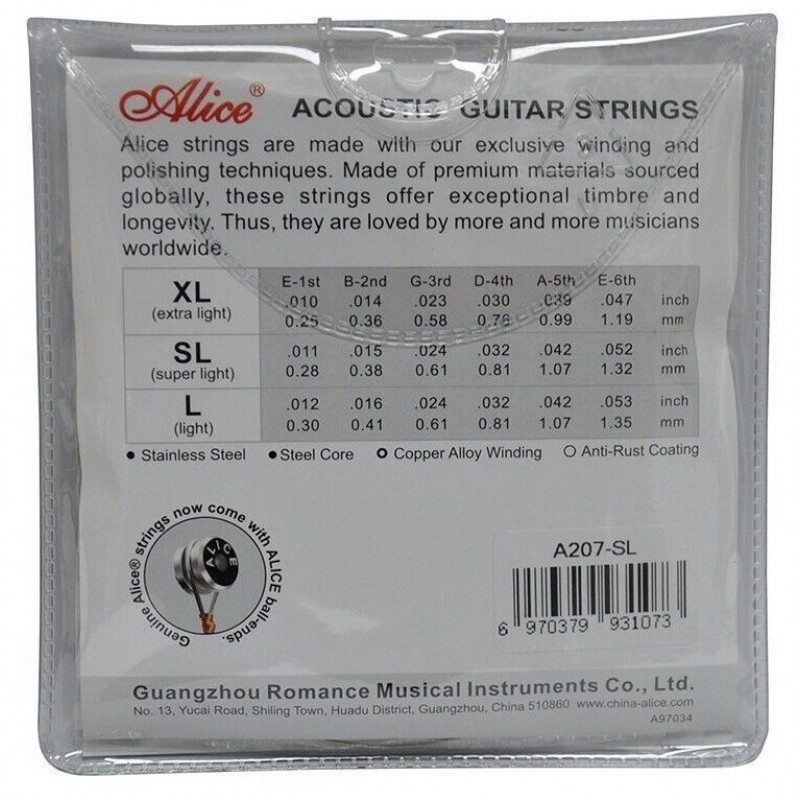 Alice® ACOUSTIC GUITAR STRINGS
Alice strings are made with our exclusive winding and
polishing techniques. Made of premium materials sourced
globally, these strings offer exceptional timbre and
longevity. Thus, they are loved by more and more musicians
worldwide.
E-1st B-2nd G-3rd D-4th A-5th E-6th
XL .010 .014 .023 .030 .039 .047 inch
(extra light) 0.25 0.36 0.58 0.76 0.99 1.19 mm
SL .011 .015 .024 .032 .042 .052 inch
(super light) 0.28 0.38 0.61 0.81 1.07 1.32 mm
L .012 .016 .024 .032 .042 .053 inch
(light) 0.30 0.41 0.61 0.81 1.07 1.35 mm
● Stainless Steel ● Steel Core O Copper Alloy Winding O Anti-Rust Coating
Genuine Alice® strings now come with ALICE ball-ends.
ALICE
A207-SL
6 970379 931073
Guangzhou Romance Musical Instruments Co., Ltd.
No. 13, Yucai Road, Shiling Town, Huadu District, Guangzhou, China 510860 www.china-alice.com
A97034